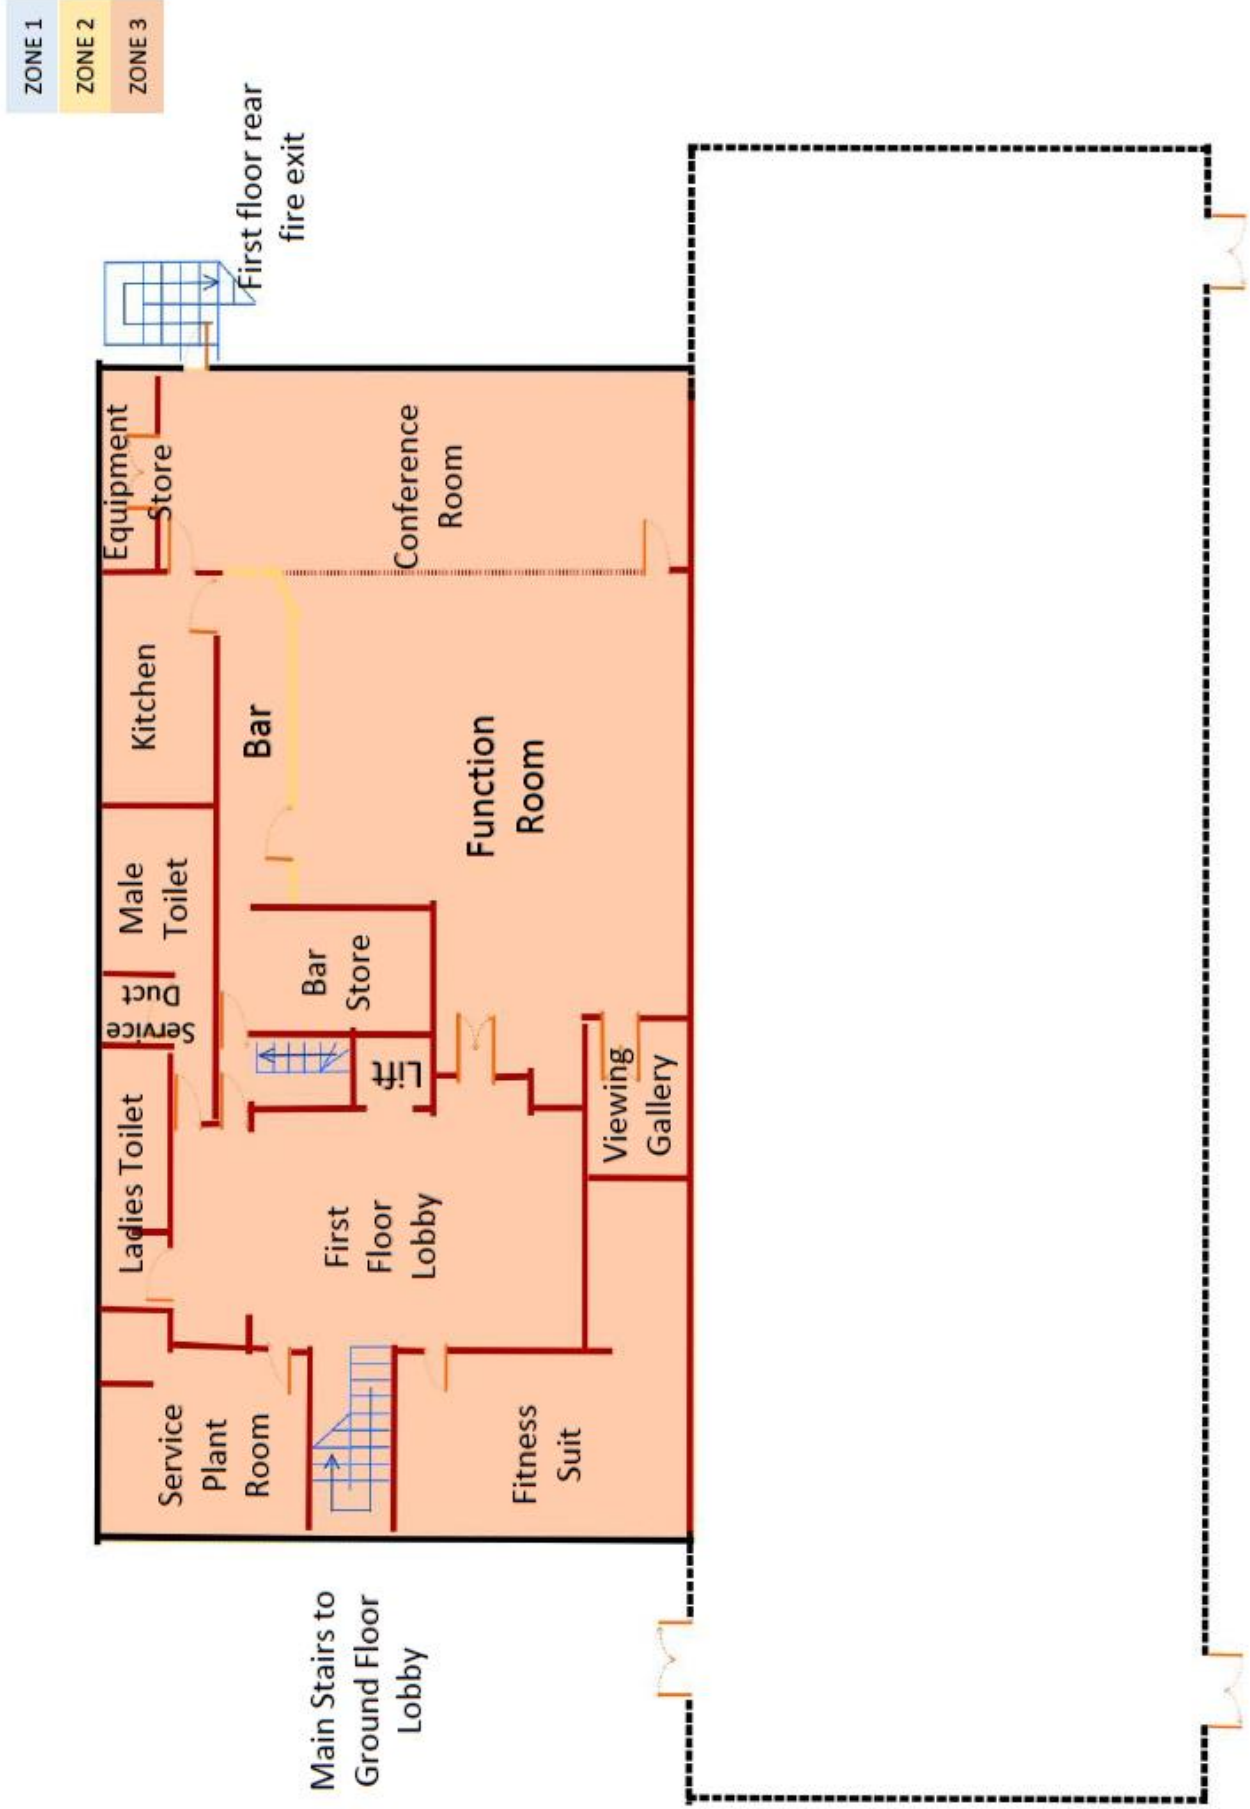 ZONE 1
ZONE 2
ZONE 3
First floor rear
fire exit
Equipment
Store
Conference
Room
Kitchen
Bar
Function
Room
Male
Toilet
Service
Duct
Bar
Store
Lift
Viewing
Gallery
Ladies Toilet
First
Floor
Lobby
Service
Plant
Room
Fitness
Suit
Main Stairs to
Ground Floor
Lobby